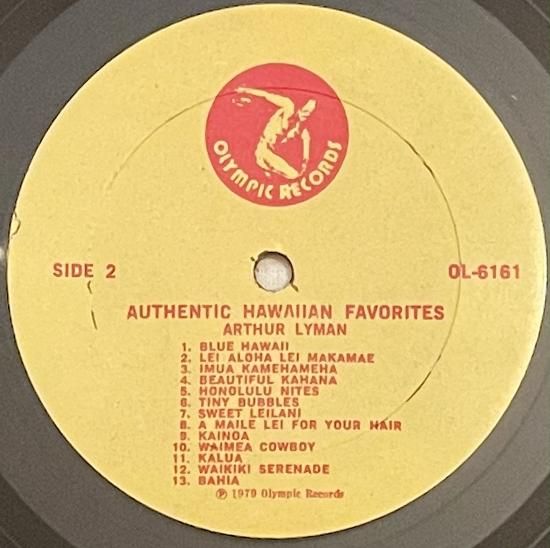 OLYMPIC RECORDS
SIDE 2
OL-6161
AUTHENTIC HAWAIIAN FAVORITES
ARTHUR LYMAN
1. BLUE HAWAII
2. LEI ALOHA LEI MAKAMAE
3. IMUA KAMEHAMEHA
4. BEAUTIFUL KAHANA
5. HONOLULU NITES
6. TINY BUBBLES
7. SWEET LEILANI
8. A MAILE LEI FOR YOUR HAIR
9. KAINOA
10. WAIMEA COWBOY
11. KALUA
12. WAIKIKI SERENADE
13. BAHIA
℗ 1979 Olympic Records